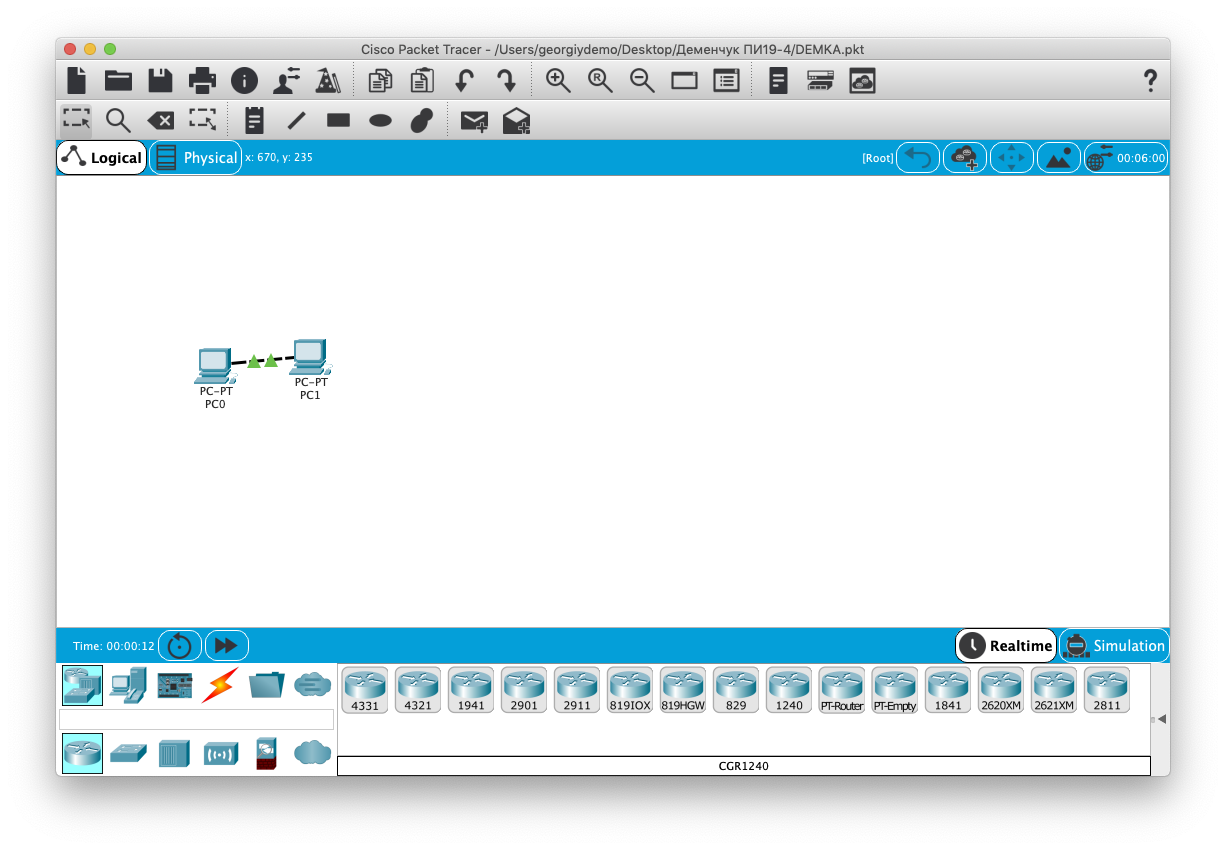 Cisco Packet Tracer - /Users/georgiydemo/Desktop/Деменчук ПИ19-4/DEMKA.pkt
R
?
Logical Physical x: 670, y: 235 [Root] 00:06:00
PC-PT
PC0
PC-PT
PC1
Time: 00:00:12 Realtime Simulation
4331 4321 1941 2901 2911 819IOX 819HGW 829 1240 PT-Router PT-Empty 1841 2620XM 2621XM 2811
CGR1240